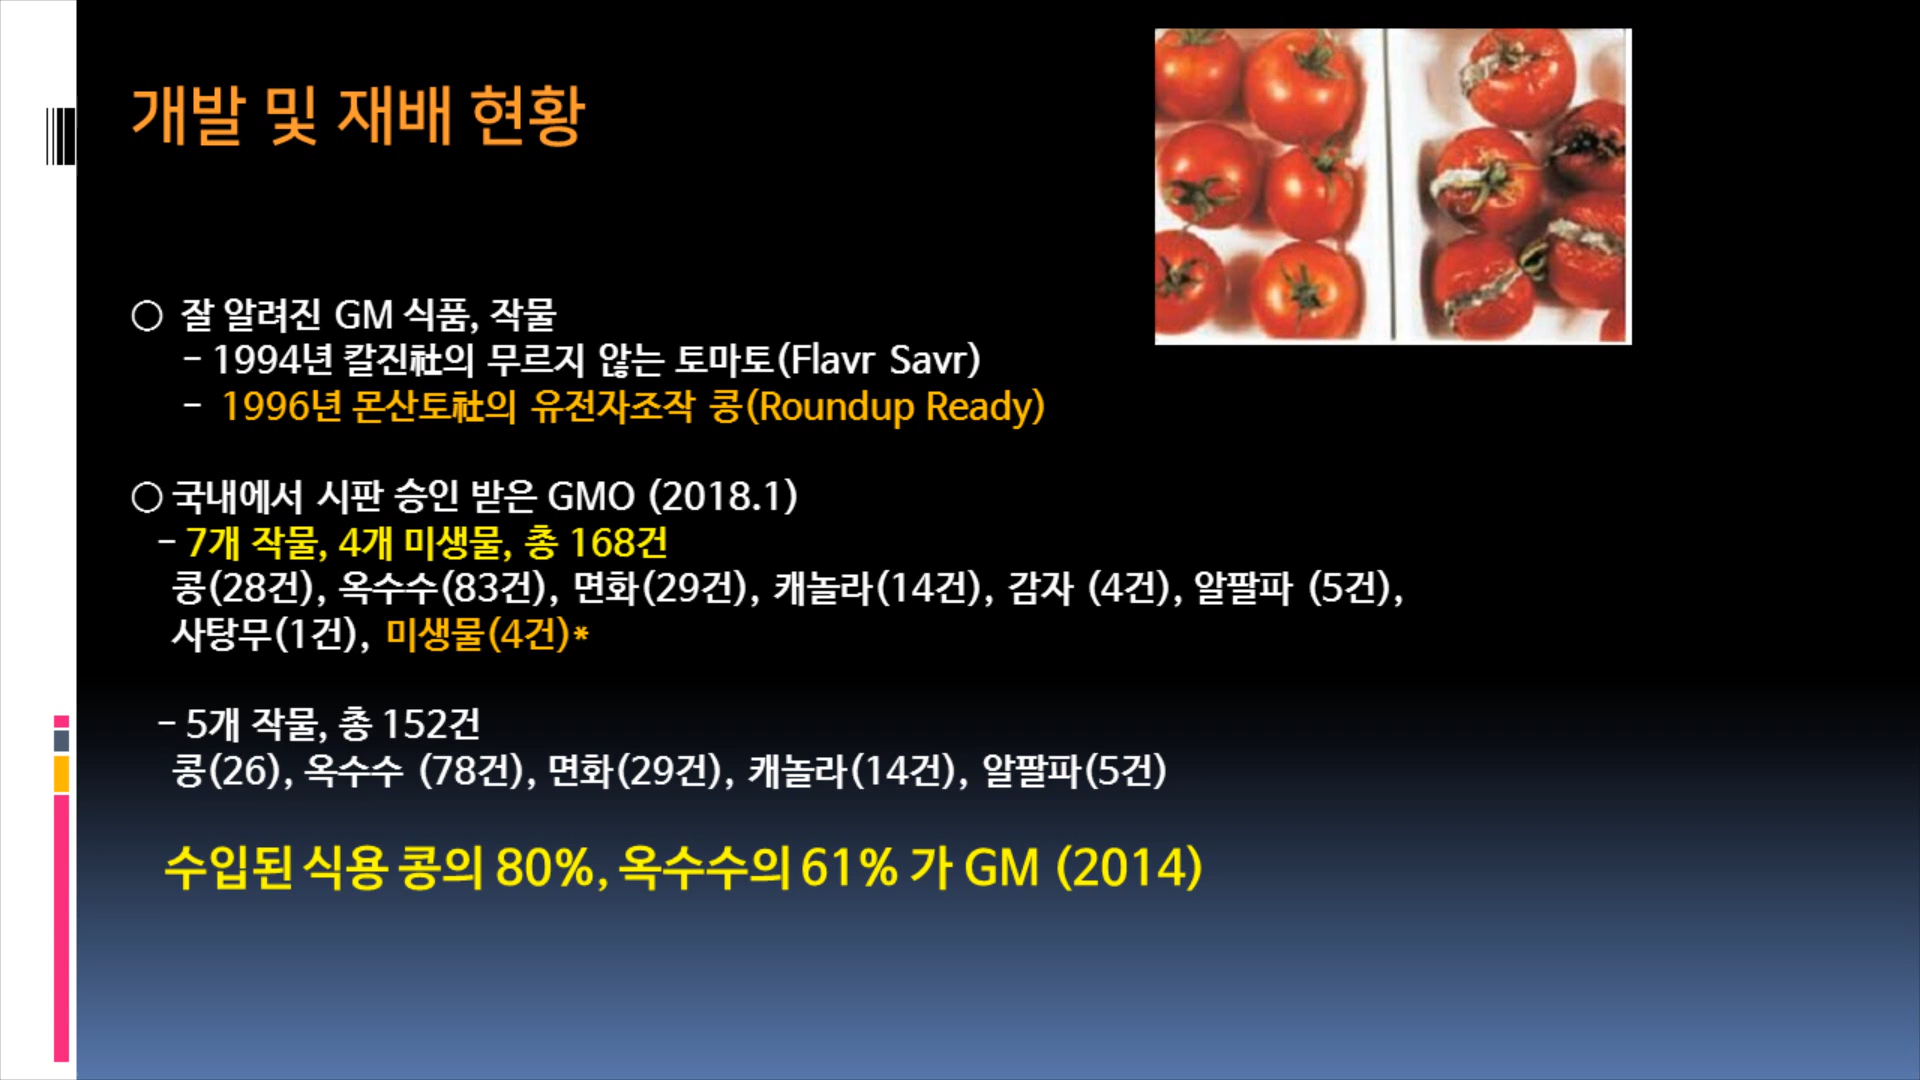 개발 및 재배 현황
○ 잘 알려진 GM 식품, 작물
- 1994년 칼진社의 무르지 않는 토마토(Flavr Savr)
- 1996년 몬산토社의 유전자조작 콩(Roundup Ready)
○ 국내에서 시판 승인 받은 GMO (2018.1)
- 7개 작물, 4개 미생물, 총 168건
콩(28건), 옥수수(83건), 면화(29건), 캐놀라(14건), 감자 (4건), 알팔파 (5건),
사탕무(1건), 미생물(4건)*
- 5개 작물, 총 152건
콩(26), 옥수수 (78건), 면화(29건), 캐놀라(14건), 알팔파(5건)
수입된 식용 콩의 80%, 옥수수의 61% 가 GM (2014)